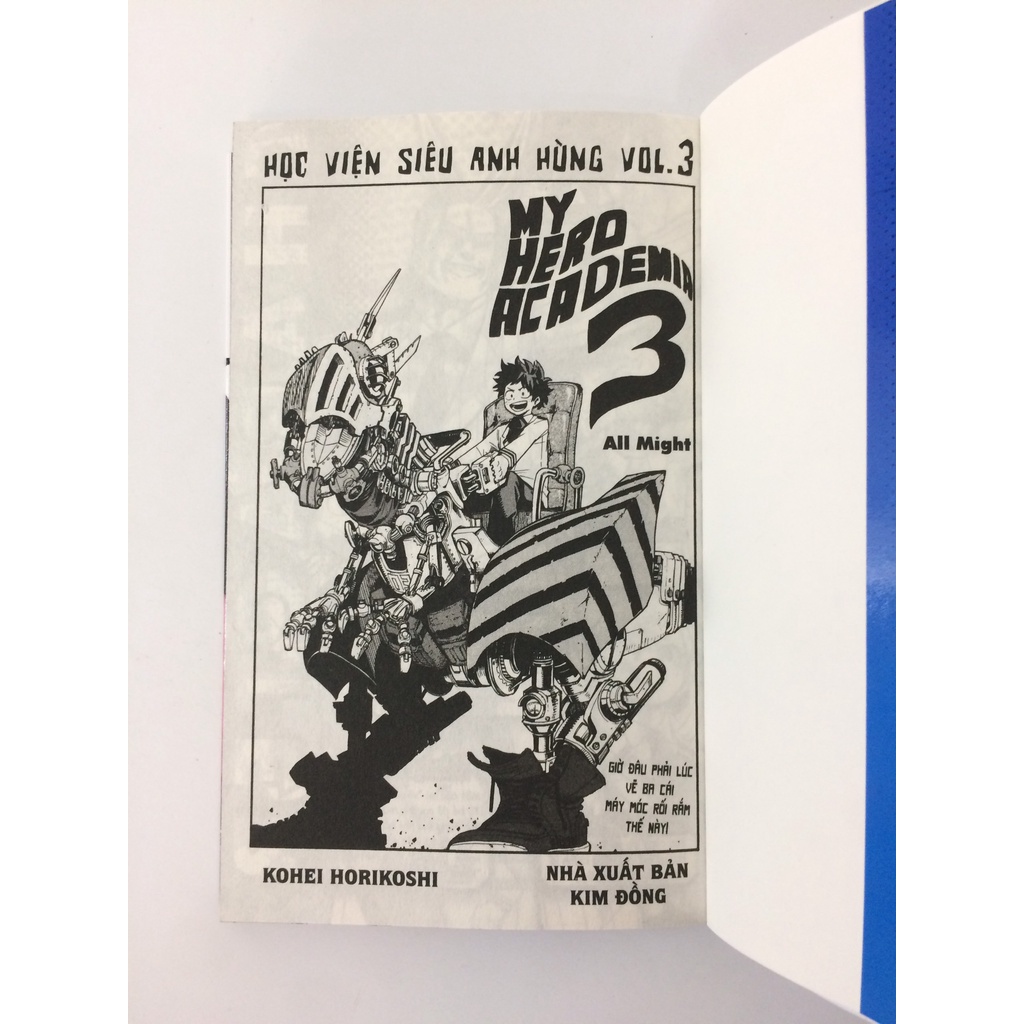 HỌC VIỆN SIÊU ANH HÙNG VOL.3
MY
HERO
ACADEMIA
3
All Might
GIỜ ĐÂU PHẢI LÚC
VẼ BA CÁI
MÁY MÓC RỐI RẮM
THẾ NÀY!
KOHEI HORIKOSHI
NHÀ XUẤT BẢN
KIM ĐỒNG